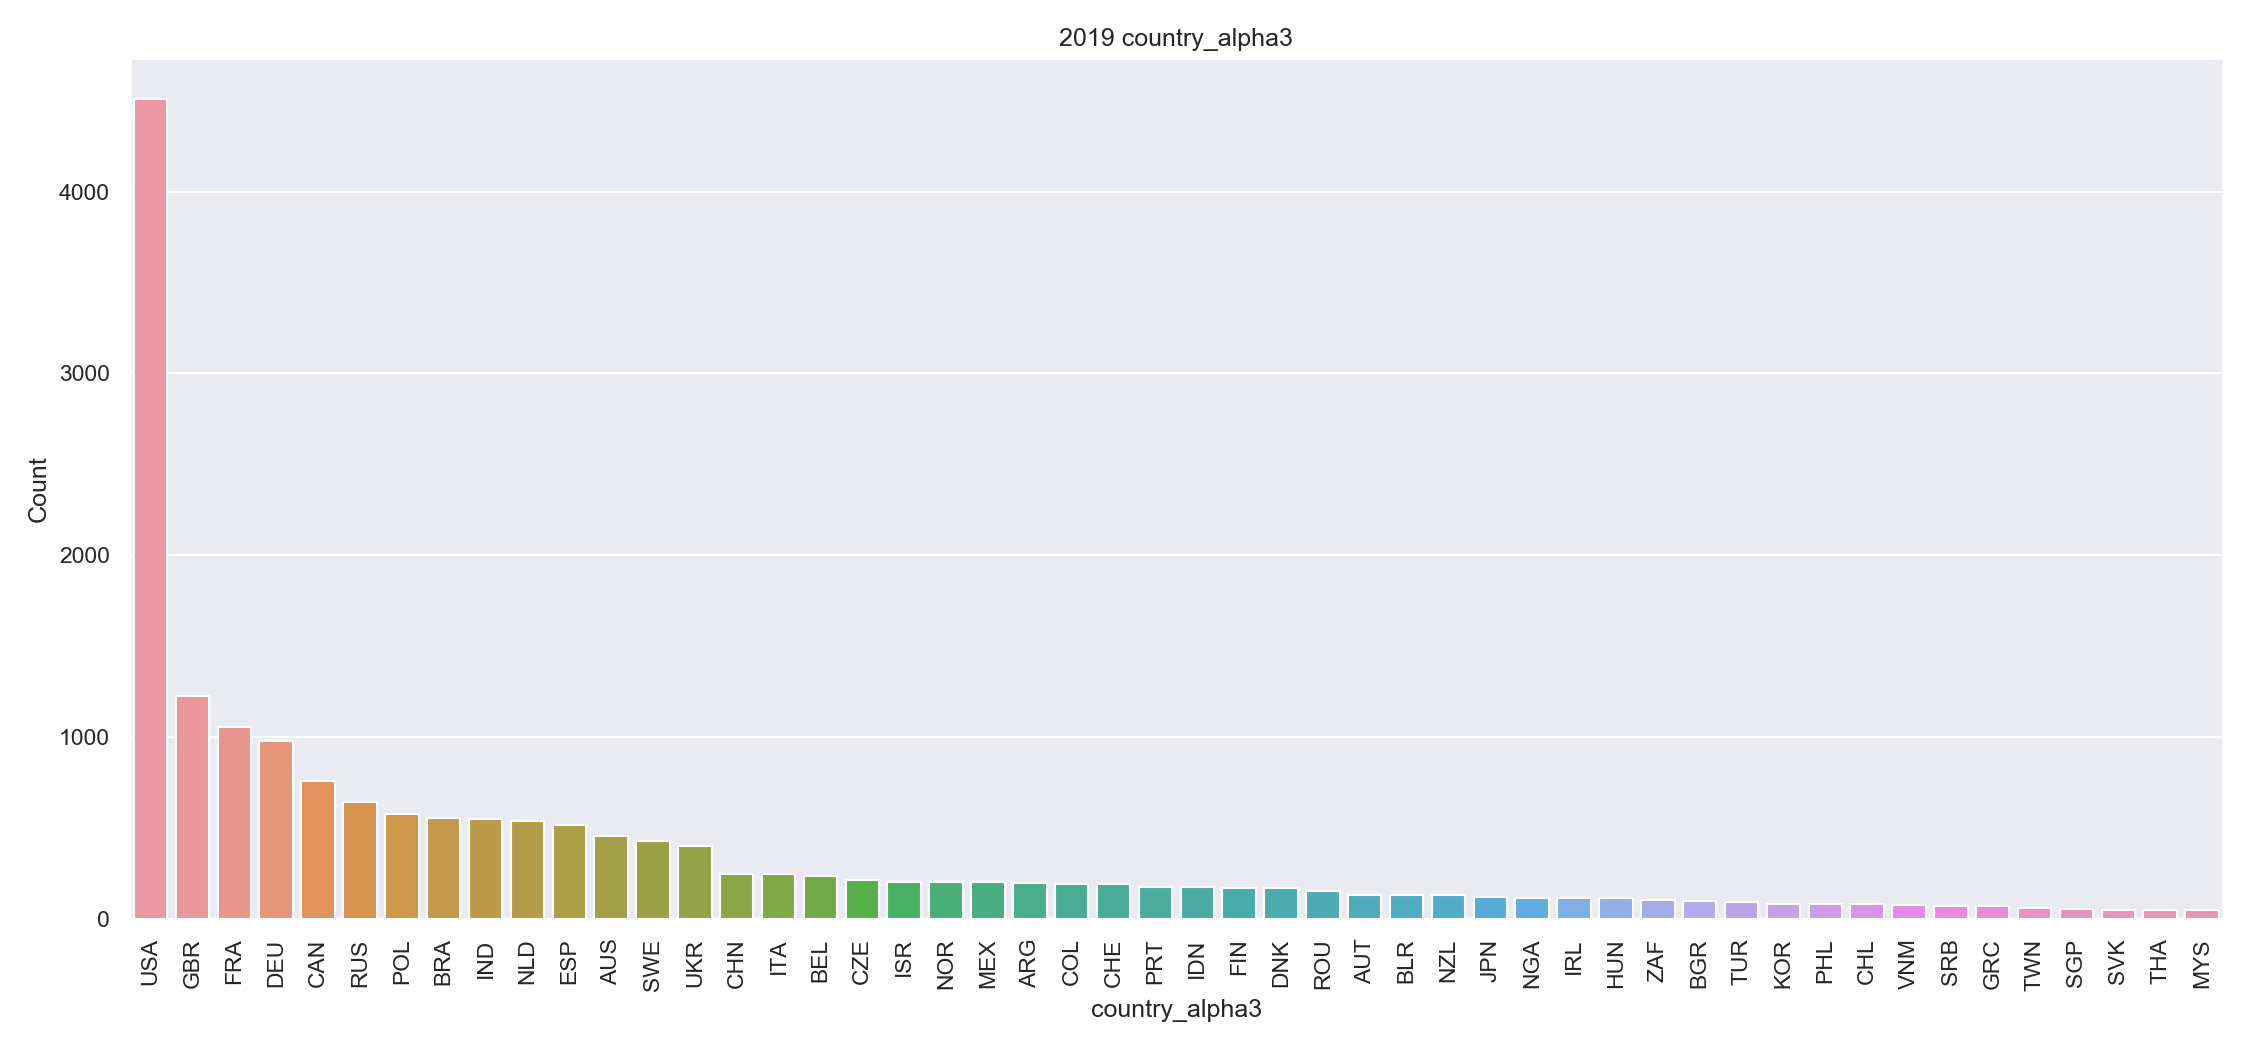 2019 country_alpha3
Count
4000
3000
2000
1000
0
USA GBR FRA DEU CAN RUS POL BRA IND NLD ESP AUS SWE UKR CHN ITA BEL CZE ISR NOR MEX ARG COL CHE PRT IDN FIN DNK ROU AUT BLR NZL JPN NGA IRL HUN ZAF BGR TUR KOR PHL CHL VNM SRB GRC TWN SGP SVK THA MYS
country_alpha3